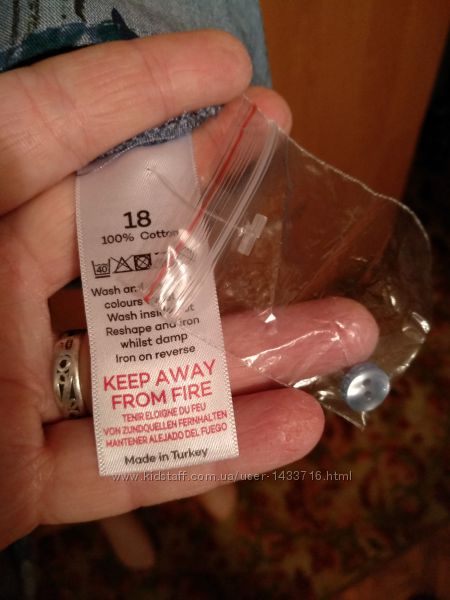 18
100% Cotton
40
Wash and
colours
Wash inside out
Reshape and iron
whilst damp
Iron on reverse
KEEP AWAY
FROM FIRE
TENIR ELOIGNE DU FEU
VON ZUNDQUELLEN FERNHALTEN
MANTENER ALEJADO DEL FUEGO
Made in Turkey
www.kidstaff.com.ua/user-1433716.html